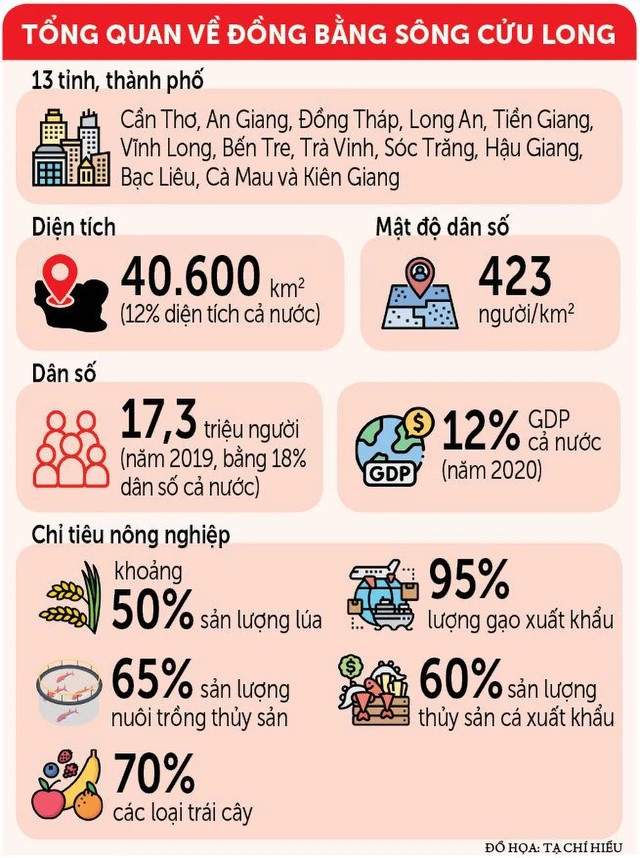 TỔNG QUAN VỀ ĐỒNG BẰNG SÔNG CỬU LONG
13 tỉnh, thành phố
Cần Thơ, An Giang, Đồng Tháp, Long An, Tiền Giang,
Vĩnh Long, Bến Tre, Trà Vinh, Sóc Trăng, Hậu Giang,
Bạc Liêu, Cà Mau và Kiên Giang
Diện tích
40.600 km²
(12% diện tích cả nước)
Mật độ dân số
423
người/km²
Dân số
17,3 triệu người
(năm 2019, bằng 18%
dân số cả nước)
GDP
12% GDP
cả nước
(năm 2020)
Chỉ tiêu nông nghiệp
khoảng
50% sản lượng lúa
95%
lượng gạo xuất khẩu
65% sản lượng
nuôi trồng thủy sản
60% sản lượng
thủy sản cá xuất khẩu
70%
các loại trái cây
ĐỒ HỌA: TẠ CHÍ HIẾU